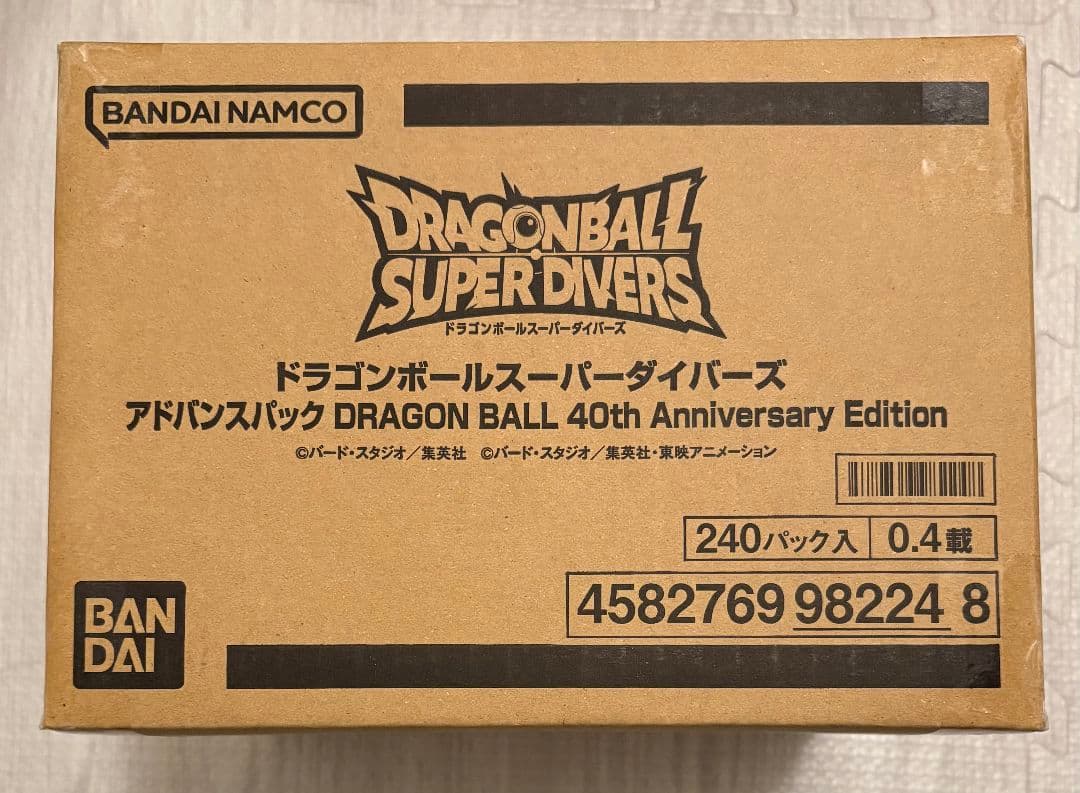 BANDAI NAMCO
DRAGONBALL
SUPER DIVERS
ドラゴンボールスーパーダイバーズ
ドラゴンボールスーパーダイバーズ
アドバンスパック DRAGON BALL 40th Anniversary Edition
©バード・スタジオ／集英社 ©バード・スタジオ／集英社・東映アニメーション
240パック入 0.4載
4582769 98224 8
BAN
DAI